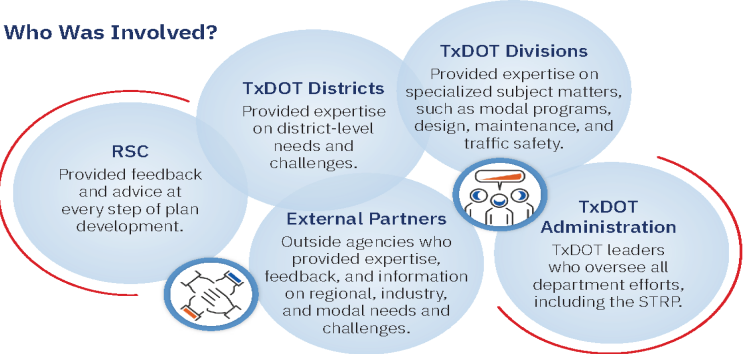 Who Was Involved?
RSC
Provided feedback
and advice at
every step of plan
development.
TxDOT Districts
Provided expertise
on district-level
needs and
challenges.
TxDOT Divisions
Provided expertise on
specialized subject matters,
such as modal programs,
design, maintenance, and
traffic safety.
External Partners
Outside agencies who
provided expertise,
feedback, and information
on regional, industry,
and modal needs and
challenges.
TxDOT
Administration
TxDOT leaders
who oversee all
department efforts,
including the STRP.